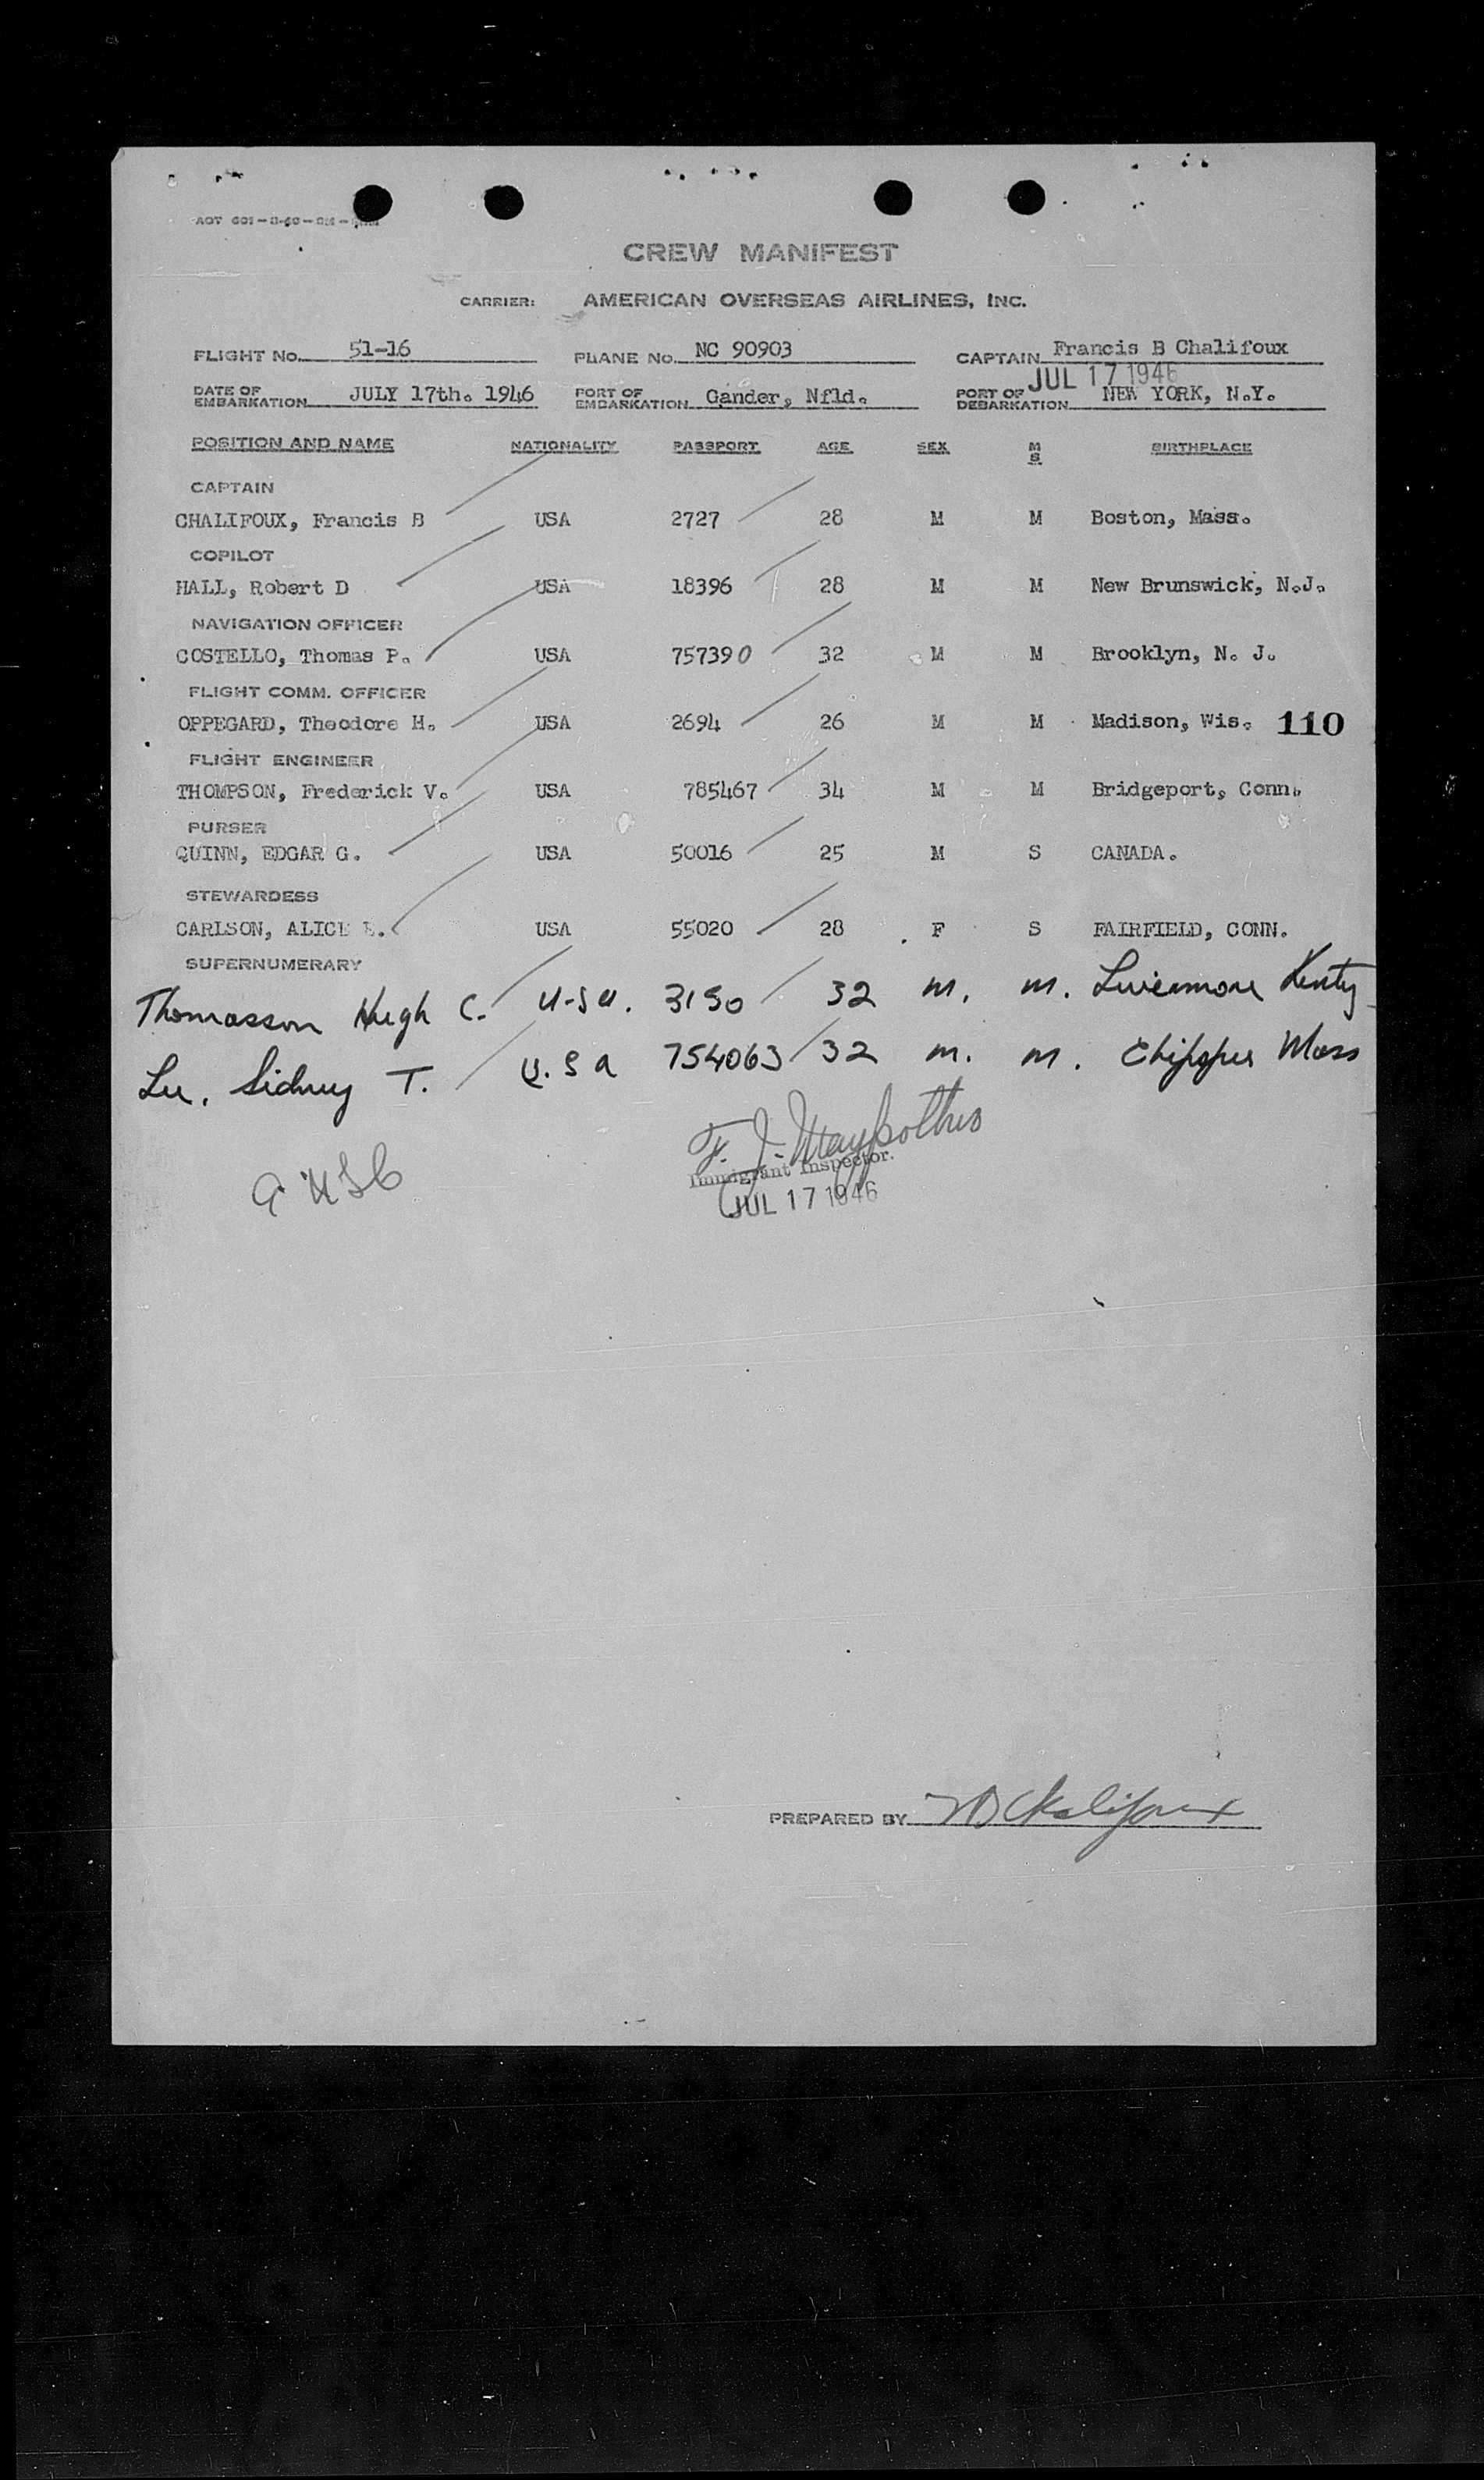 CREW MANIFEST
CARRIER: AMERICAN OVERSEAS AIRLINES, INC.
FLIGHT No. 51-16 PLANE No. NC 90903 CAPTAIN Francis B Chalifoux
JUL 17 1946
DATE OF EMBARKATION JULY 17th. 1946 PORT OF EMBARKATION Gander, Nfld. PORT OF DEBARKATION NEW YORK, N.Y.
POSITION AND NAME NATIONALITY PASSPORT AGE SEX M S BIRTHPLACE
CAPTAIN
CHALIFOUX, Francis B USA 2727 28 M M Boston, Mass.
COPILOT
HALL, Robert D USA 18396 28 M M New Brunswick, N.J.
NAVIGATION OFFICER
COSTELLO, Thomas P. USA 757390 32 M M Brooklyn, N. J.
FLIGHT COMM. OFFICER
OPPEGARD, Theodore H. USA 2694 26 M M Madison, Wis. 110
FLIGHT ENGINEER
THOMPSON, Frederick V. USA 785467 34 M M Bridgeport, Conn.
PURSER
QUINN, EDGAR G. USA 50016 25 M S CANADA.
STEWARDESS
CARLSON, ALICE E. USA 55020 28 F S FAIRFIELD, CONN.
SUPERNUMERARY
Thomasson Hugh C. U.S.A. 3150 32 m. m. Livermore
Lee, Sidney T. U.S.A 754063 32 m. m. Mass
F. J.
Immigrant Inspector.
JUL 17 1946
PREPARED BY Chalifoux